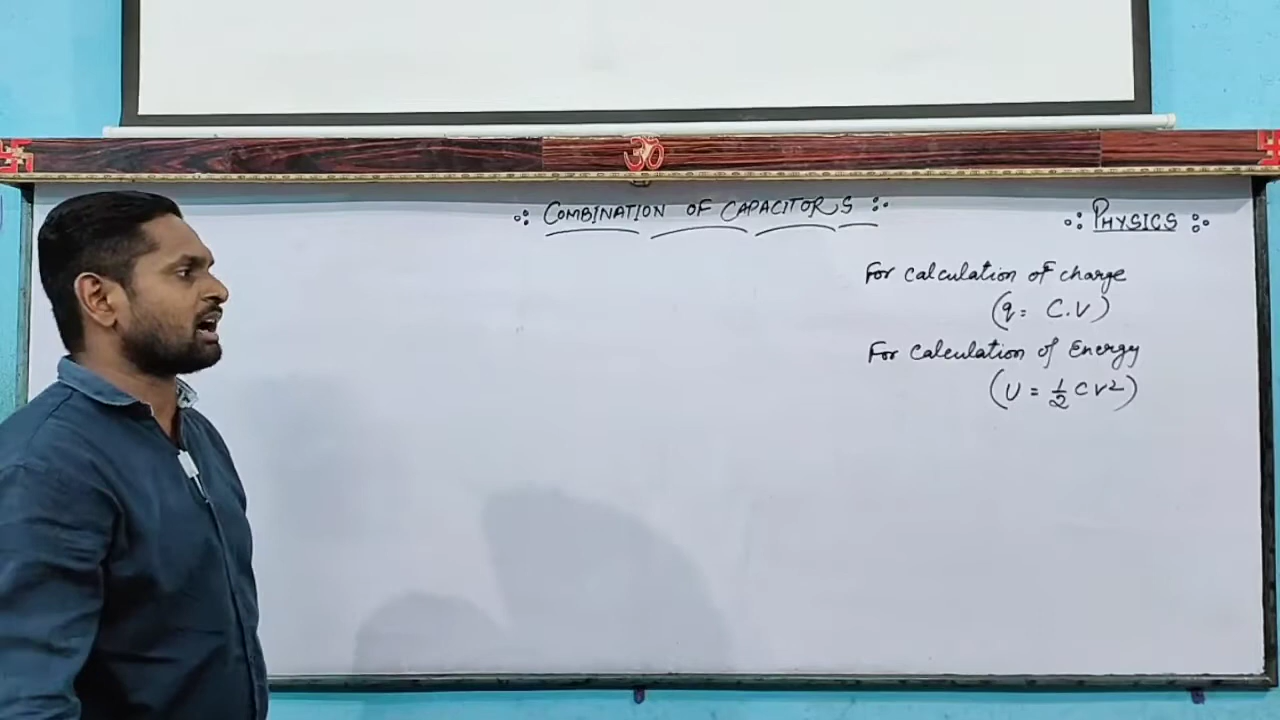 ॐ
∘: COMBINATION OF CAPACITORS :∘
∘: PHYSICS :∘
For calculation of charge
(q = C.V)
For calculation of Energy
(U = 1/2 CV²)